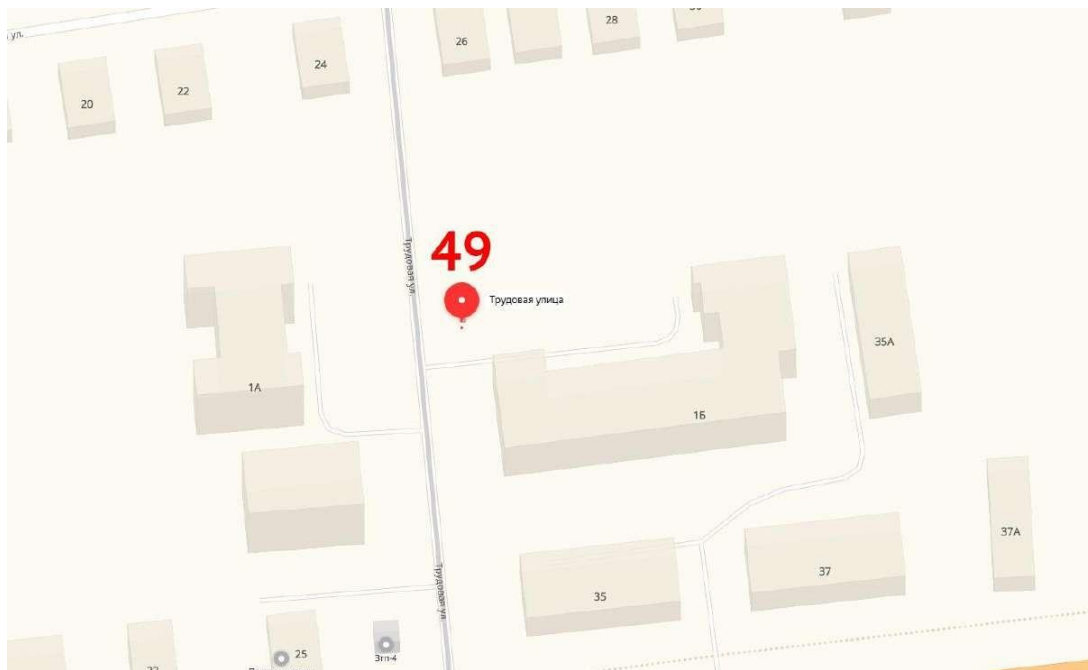 ул.
20
22
24
26
28
49
Трудовая ул.
Трудовая улица
1А
1Б
35А
37А
35
37
Трудовая ул.
25
Зтп-4